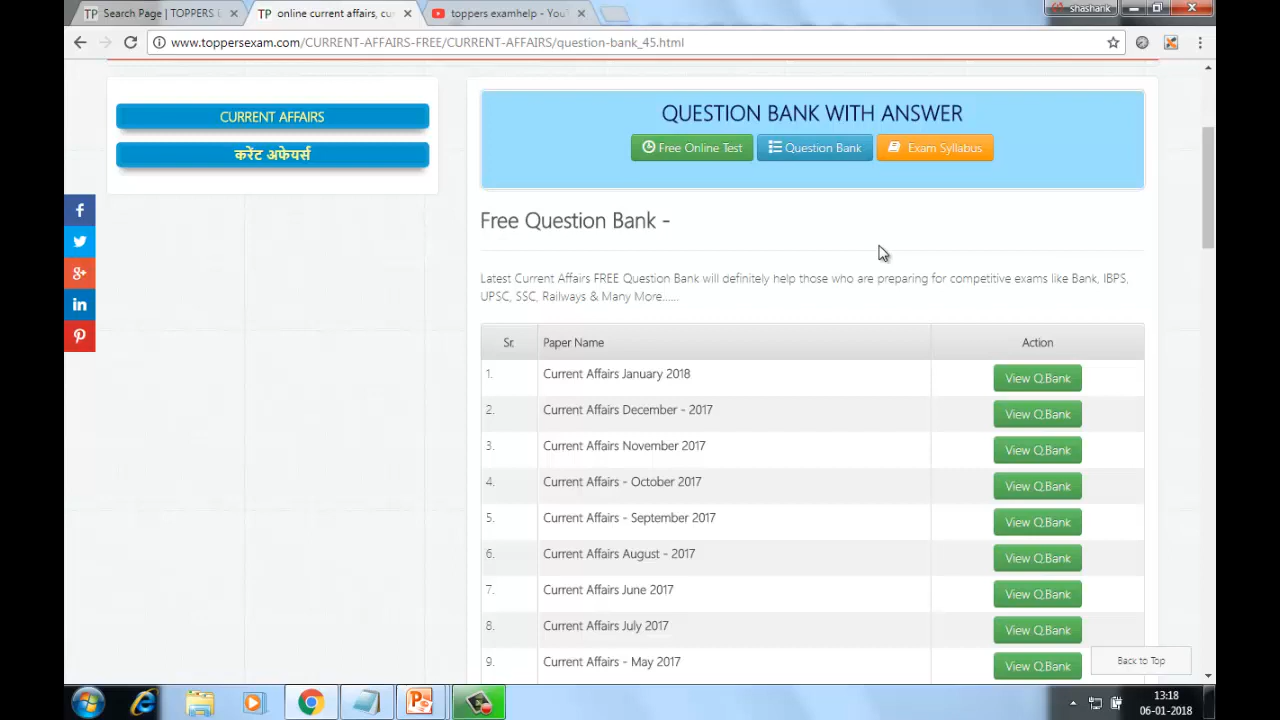 Search Page | TOPPERS
online current affairs, cu
toppers examhelp - You
shashank
www.toppersexam.com/CURRENT-AFFAIRS-FREE/CURRENT-AFFAIRS/question-bank_45.html
CURRENT AFFAIRS
करेंट अफेयर्स
QUESTION BANK WITH ANSWER
Free Online Test
Question Bank
Exam Syllabus
Free Question Bank -
Latest Current Affairs FREE Question Bank will definitely help those who are preparing for competitive exams like Bank, IBPS,
UPSC, SSC, Railways & Many More......
Sr. Paper Name Action
1. Current Affairs January 2018 View Q.Bank
2. Current Affairs December - 2017 View Q.Bank
3. Current Affairs November 2017 View Q.Bank
4. Current Affairs - October 2017 View Q.Bank
5. Current Affairs - September 2017 View Q.Bank
6. Current Affairs August - 2017 View Q.Bank
7. Current Affairs June 2017 View Q.Bank
8. Current Affairs July 2017 View Q.Bank
9. Current Affairs - May 2017 View Q.Bank
Back to Top
13:18
06-01-2018